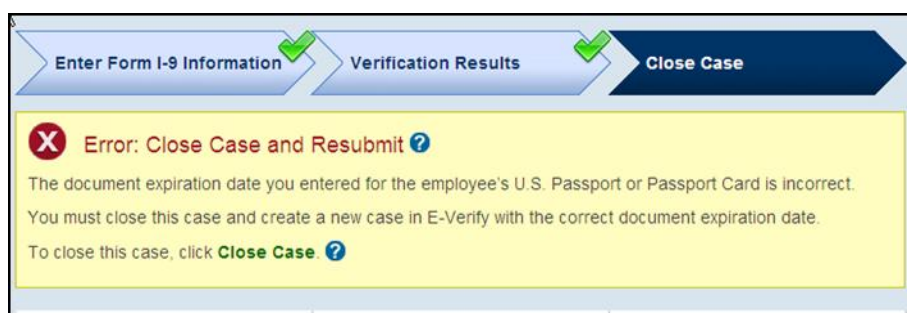 Enter Form I-9 Information
Verification Results
Close Case
Error: Close Case and Resubmit ?
The document expiration date you entered for the employee's U.S. Passport or Passport Card is incorrect.
You must close this case and create a new case in E-Verify with the correct document expiration date.
To close this case, click Close Case. ?